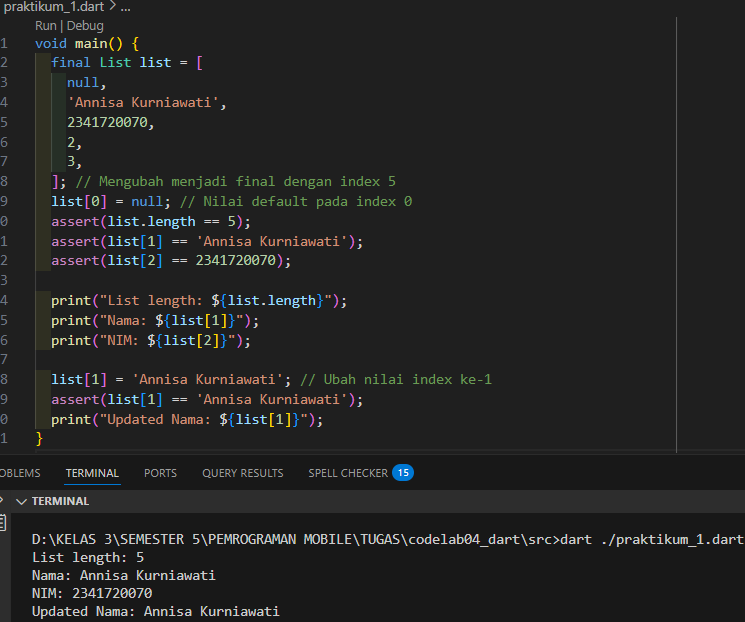 praktikum_1.dart > ...
Run | Debug
1 void main() {
2 final List list = [
3 null,
4 'Annisa Kurniawati',
5 2341720070,
6 2,
7 3,
8 ]; // Mengubah menjadi final dengan index 5
9 list[0] = null; // Nilai default pada index 0
0 assert(list.length == 5);
1 assert(list[1] == 'Annisa Kurniawati');
2 assert(list[2] == 2341720070);
3
4 print("List length: ${list.length}");
5 print("Nama: ${list[1]}");
6 print("NIM: ${list[2]}");
7
8 list[1] = 'Annisa Kurniawati'; // Ubah nilai index ke-1
9 assert(list[1] == 'Annisa Kurniawati');
0 print("Updated Nama: ${list[1]}");
1 }
OBLEMS TERMINAL PORTS QUERY RESULTS SPELL CHECKER 15
TERMINAL
D:\KELAS 3\SEMESTER 5\PEMROGRAMAN MOBILE\TUGAS\codelab04_dart\src>dart ./praktikum_1.dart
List length: 5
Nama: Annisa Kurniawati
NIM: 2341720070
Updated Nama: Annisa Kurniawati